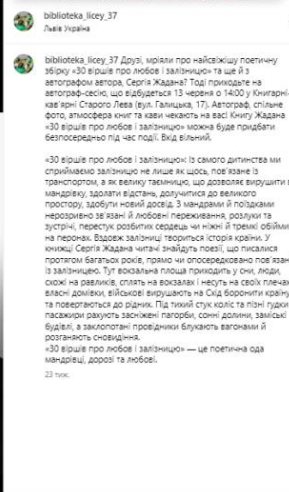 biblioteka_licey_37
Львів Україна
biblioteka_licey_37 Друзі, мріяли про найсвіжішу поетичну
збірку «30 віршів про любов і залізницю» та ще й з
автографом автора, Сергія Жадана? Тоді приходьте на
автограф-сесію, що відбудеться 13 червня о 14:00 у Книгарні-
кав'ярні Старого Лева (вул. Галицька, 17). Автограф, спільне
фото, атмосфера книг та кави чекають на вас! Книгу Жадана
«30 віршів про любов і залізницю» можна буде придбати
безпосередньо під час події. Вхід вільний.
«30 віршів про любов і залізницю»: Із самого дитинства ми
сприймаємо залізницю не лише як щось, пов'язане із
транспортом, а як велику таємницю, що дозволяє вирушити в
мандрівку, здолати відстань, долучитися до великого
простору, здобути новий досвід. З мандрами й поїздками
нерозривно зв'язані й любовні переживання, розлуки та
зустрічі, перестук розбитих сердець чи ніжні й тремкі обійми
на перонах. Вздовж залізниці твориться історія країни. У
книжці Сергія Жадана читачі знайдуть поезії, що писалися
протягом багатьох років, прямо чи опосередковано пов'язан
із залізницею. Тут вокзальна площа приходить у сни, люди,
схожі на равликів, сплять на вокзалах і несуть на своїх плечах
власні домівки, військові вирушають на Схід боронити країну
та повертаються до рідних. Під тихий стук коліс та пізні гудки
пасажири рахують засніжені пагорби, сонні долини, заміські
будівлі, а заклопотані провідники блукають вагонами й
розганяють сновидіння.
«30 віршів про любов і залізницю» — це поетична ода
мандрівці, дорозі та любові.
23 тиж.